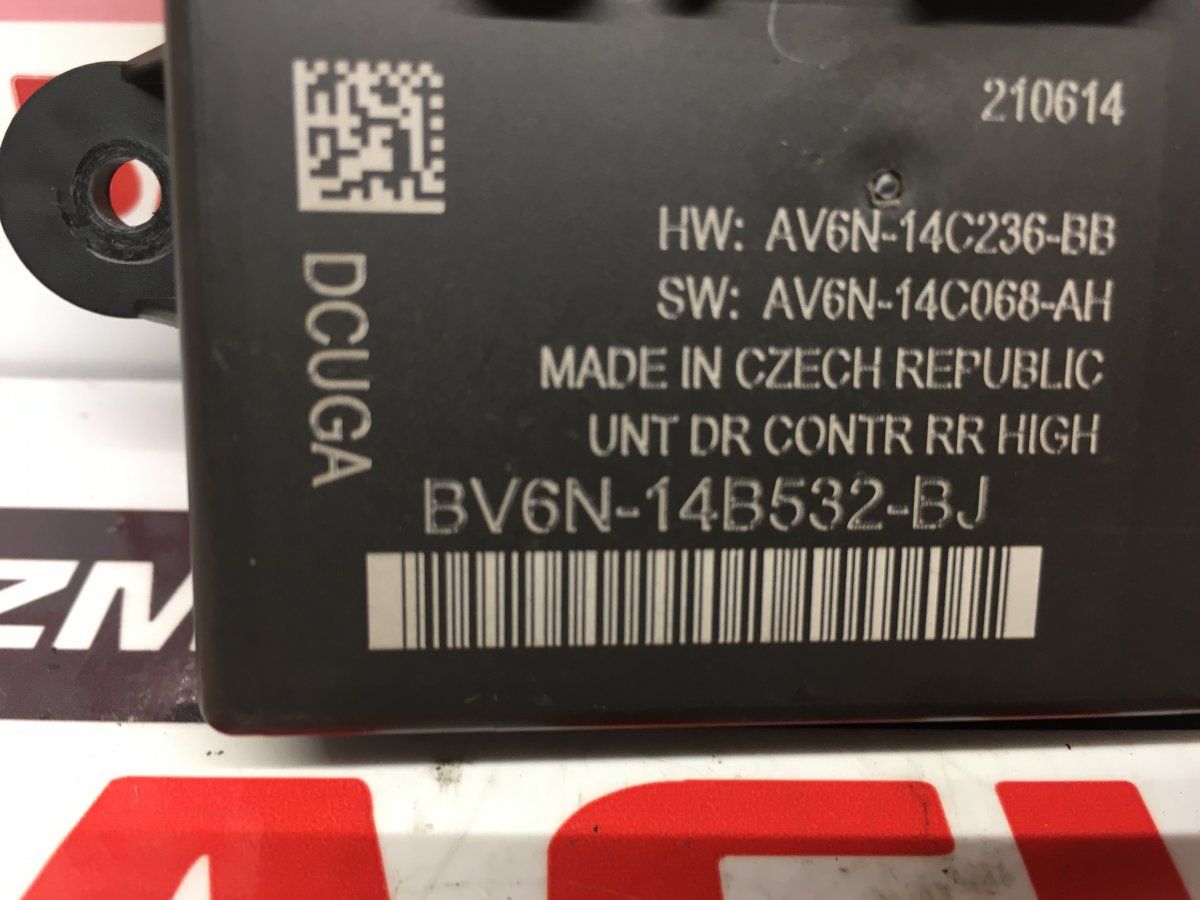 210614
HW: AV6N-14C236-BB
SW: AV6N-14C068-AH
MADE IN CZECH REPUBLIC
UNT DR CONTR RR HIGH
DCUGA
BV6N-14B532-BJ
ZM